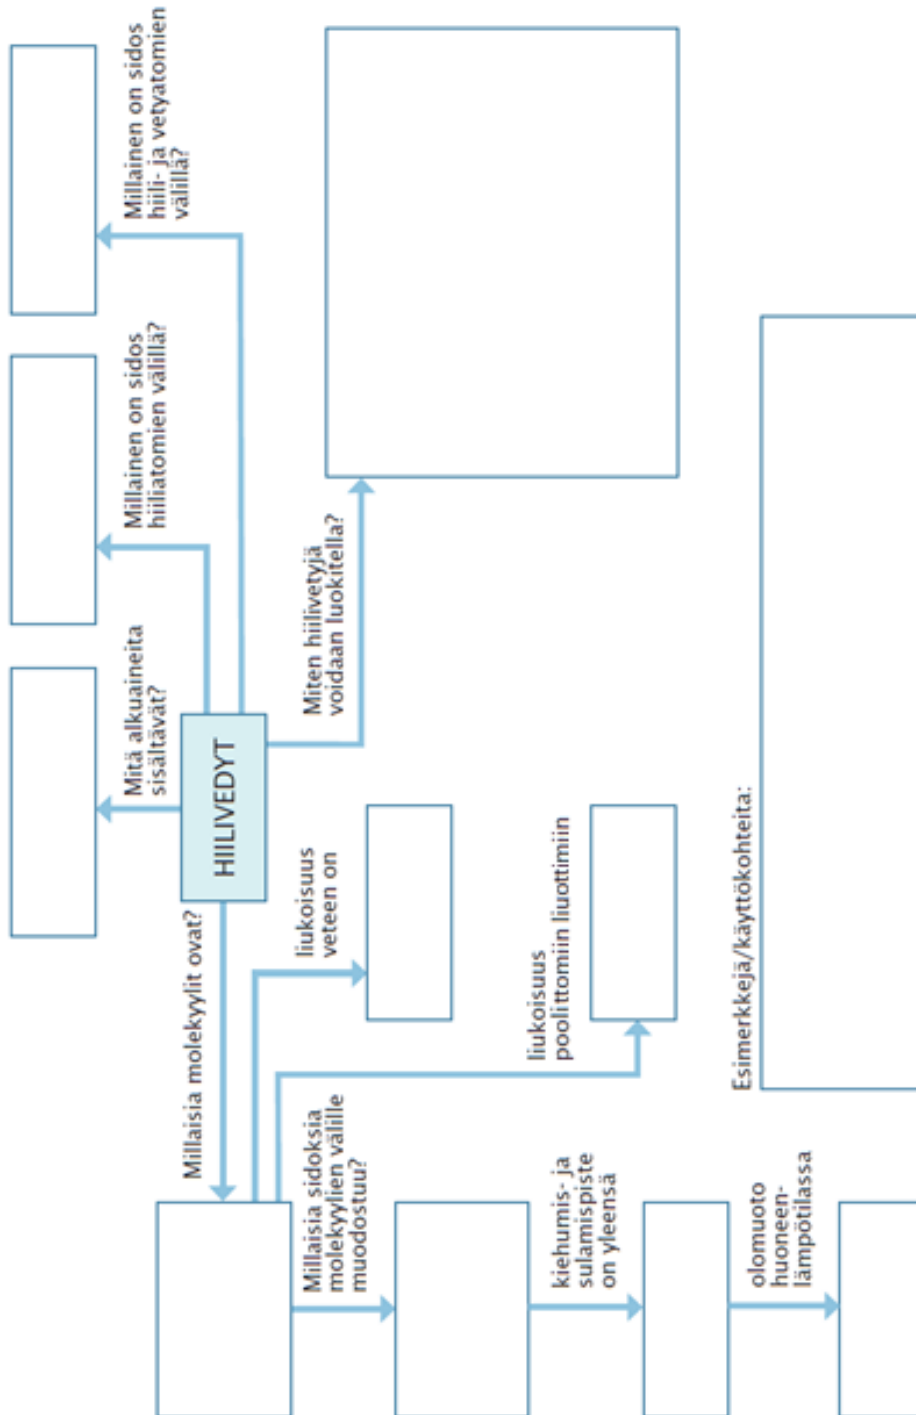 Mitä alkuaineita
sisältävät?
Millainen on sidos
hiiliatomien välillä?
Millainen on sidos
hiili- ja vetyatomien
välillä?
Millaisia molekyylit ovat?
HIILIVEDYT
liukoisuus
veteen on
Miten hiilivetyjä
voidaan luokitella?
Millaisia sidoksia
molekyylien välille
muodostuu?
liukoisuus
poolittomiin liuottimiin
kiehumis- ja
sulamispiste
on yleensä
Esimerkkejä/käyttökohteita:
olomuoto
huoneen-
lämpötilassa